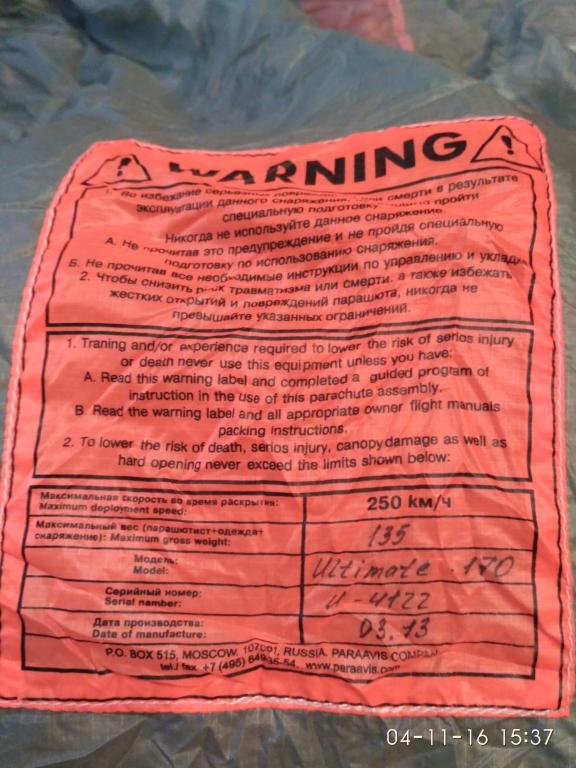 WARNING
1. Во избежание серьезных или смерти в результате
эксплуатации данного снаряжения,
специальную подготовку пройти
Никогда не используйте данное снаряжение
А. Не прочитав это предупреждение и не пройдя специальную
подготовку по использованию снаряжения.
Б. Не прочитав все необходимые инструкции по управлению и
2. Чтобы снизить риск травматизма или смерти, а также избежать
жестких открытий и повреждений парашюта, никогда не
превышайте указанных ограничений.
1. Traning and/or experience required to lower the risk of serios injury
or death never use this equipment unless you have:
A. Read this warning label and completed a guided program of
instruction in the use of this parachute assembly.
B. Read the warning label and all appropriate owner flight manuals
packing instructions.
2. To lower the risk of death, serios injury, canopy damage as well as
hard opening never exceed the limits shown below:
Максимальная скорость во время раскрытия:
Maximum deployment speed: 250 км/ч
Максимальный вес (парашютист+одежда+
снаряжение): Maximum gross weight: 135
Модель:
Model: Ultimate 170
Серийный номер:
Serial namber: U-4122
Дата производства:
Date of manufacture: 03.13
P.O. BOX 515, MOSCOW, 107001, RUSSIA. PARAAVIS
tel./ fax +7 (495) www.paraavis.com
04-11-16 15:37